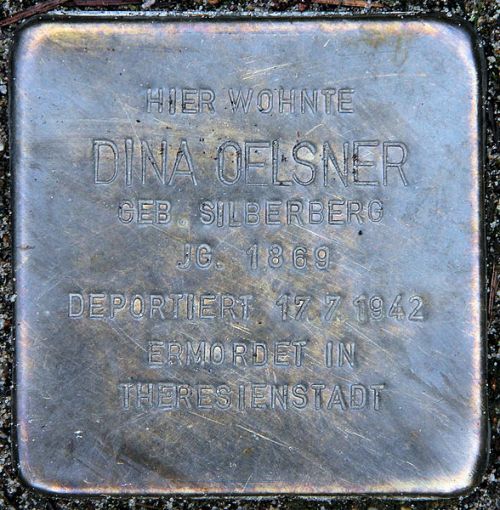 HIER WOHNTE
DINA OELSNER
GEB. SILBERBERG
JG. 1869
DEPORTIERT 17.7.1942
ERMORDET IN
THERESIENSTADT